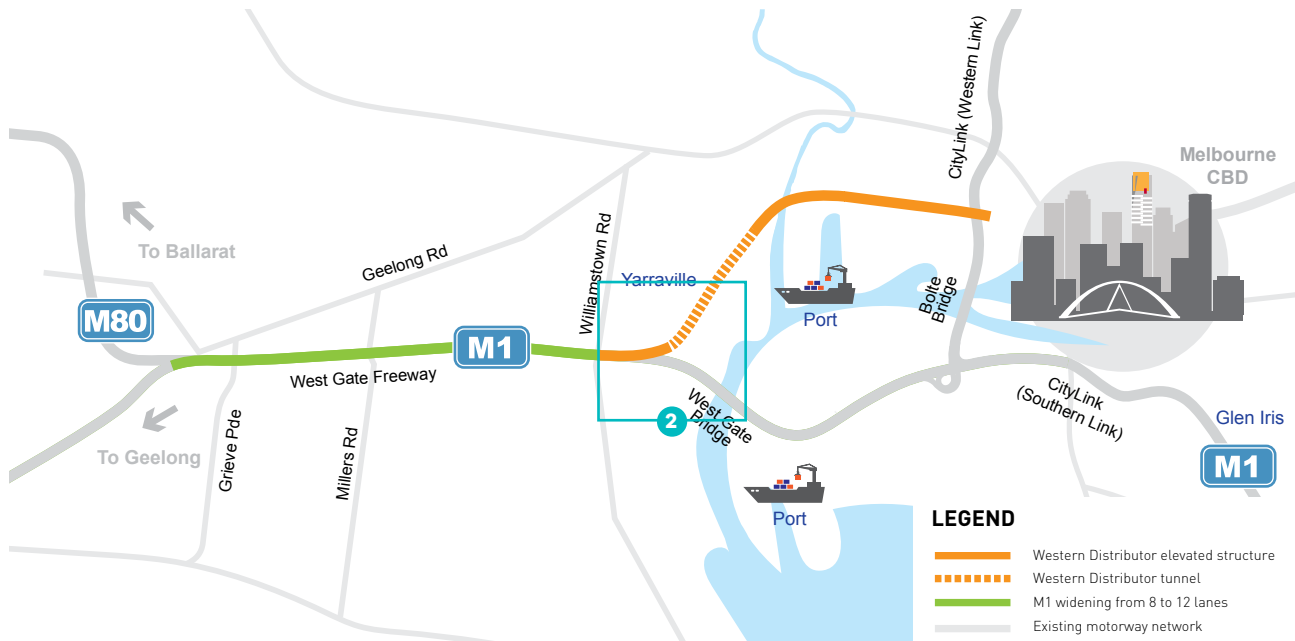 CityLink (Western Link)
Melbourne
CBD
To Ballarat
Geelong Rd
Williamstown Rd
Yarraville
Port
Bolte
Bridge
M80
M1
West Gate Freeway
To Geelong
Grieve Pde
Millers Rd
2
West Gate
Bridge
CityLink
(Southern Link)
Glen Iris
M1
Port
LEGEND
Western Distributor elevated structure
Western Distributor tunnel
M1 widening from 8 to 12 lanes
Existing motorway network